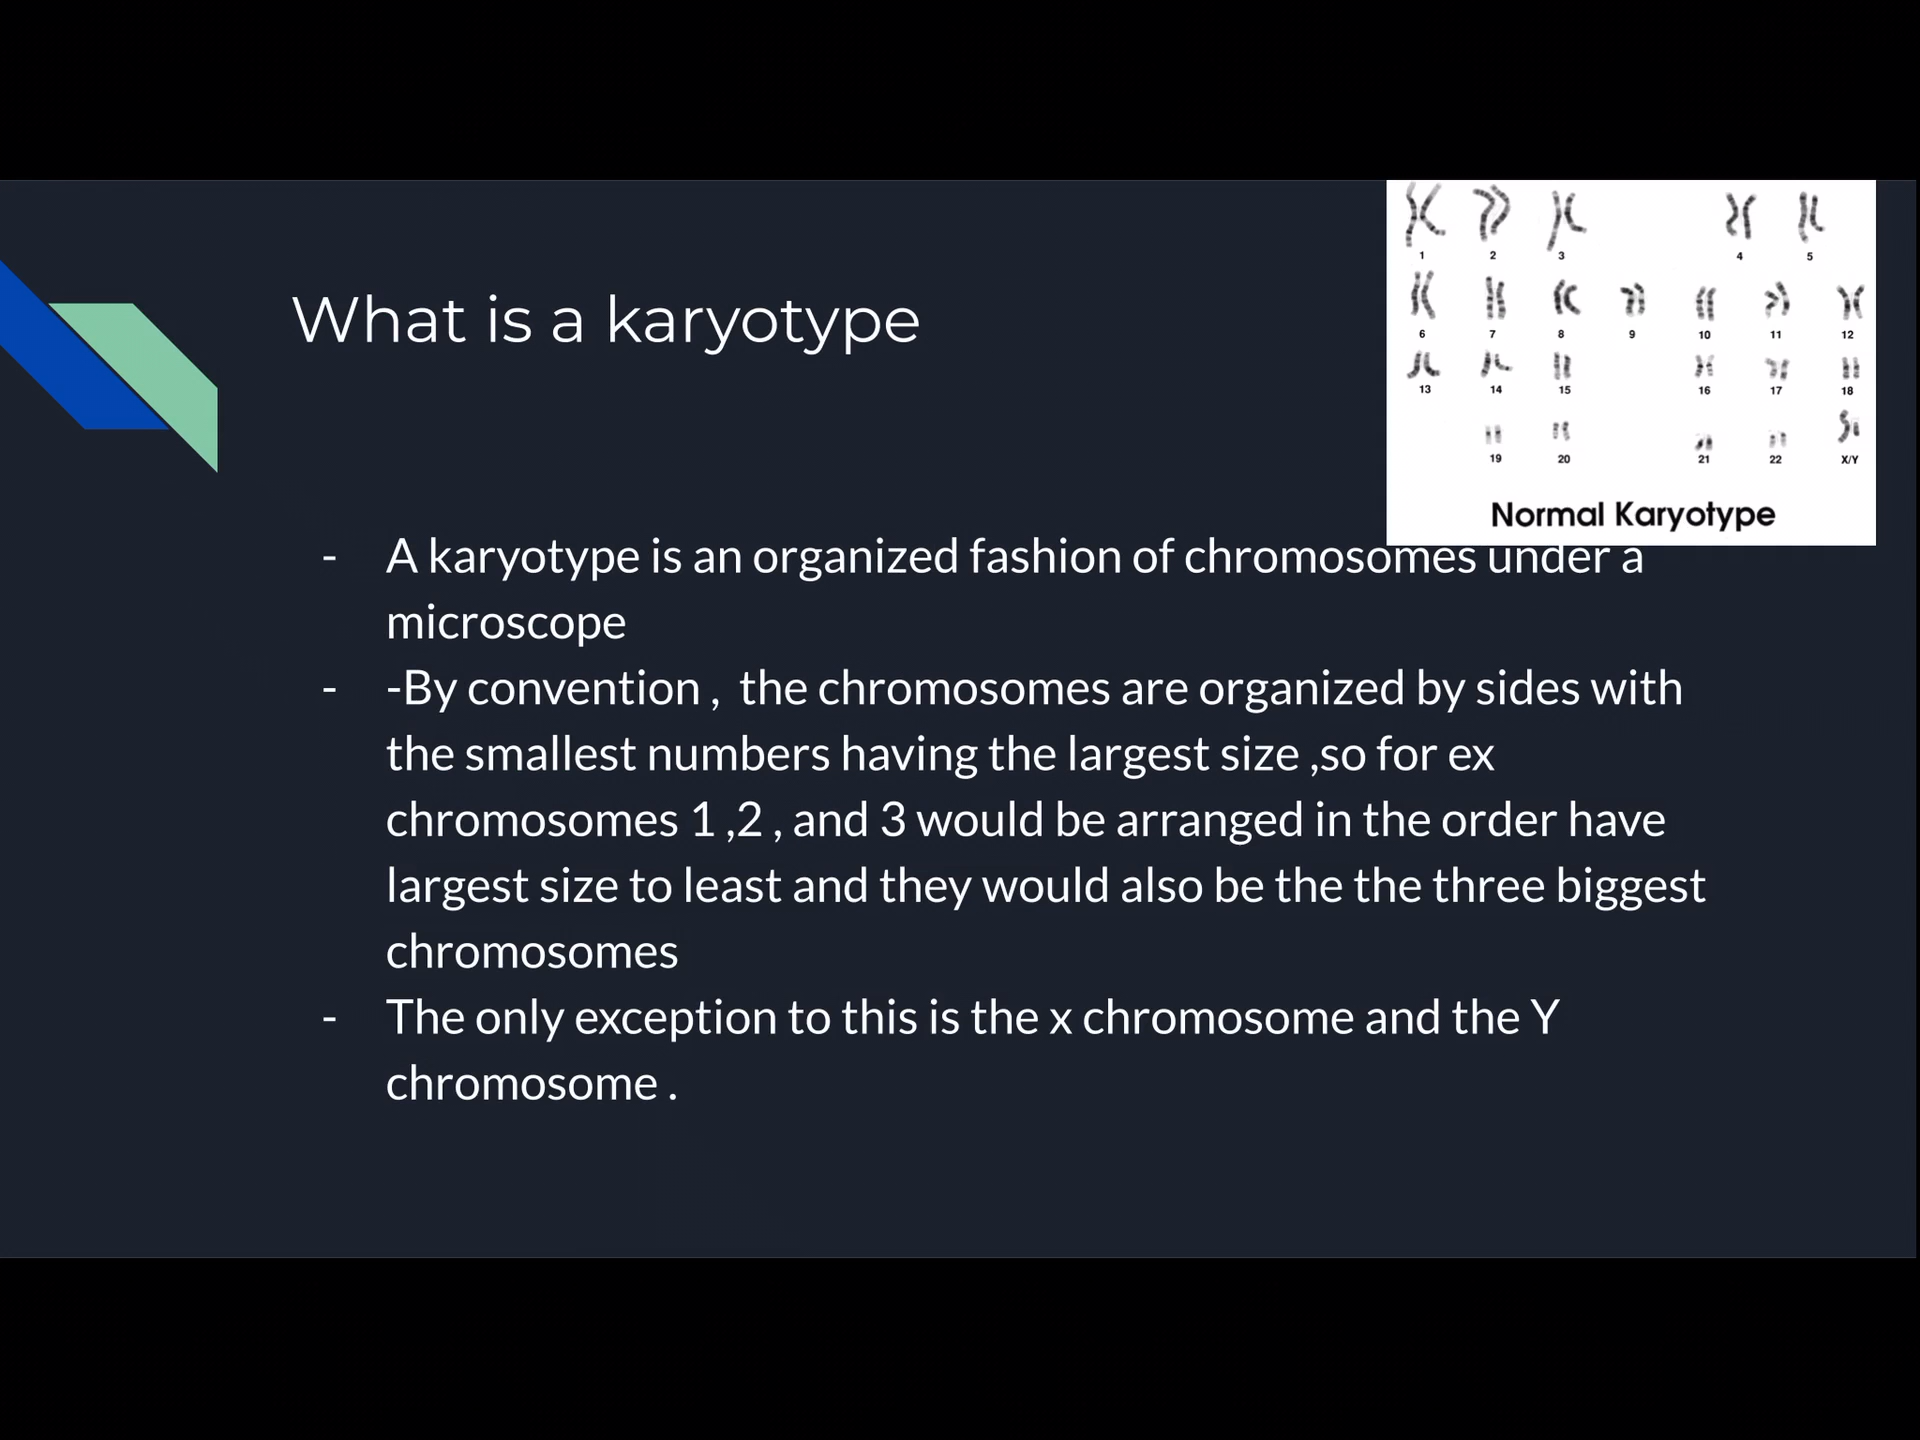 What is a karyotype
1 2 3 4 5
6 7 8 9 10 11 12
13 14 15 16 17 18
19 20 21 22 X/Y
Normal Karyotype
- A karyotype is an organized fashion of chromosomes under a
microscope
- -By convention , the chromosomes are organized by sides with
the smallest numbers having the largest size ,so for ex
chromosomes 1 ,2 , and 3 would be arranged in the order have
largest size to least and they would also be the the three biggest
chromosomes
- The only exception to this is the x chromosome and the Y
chromosome .